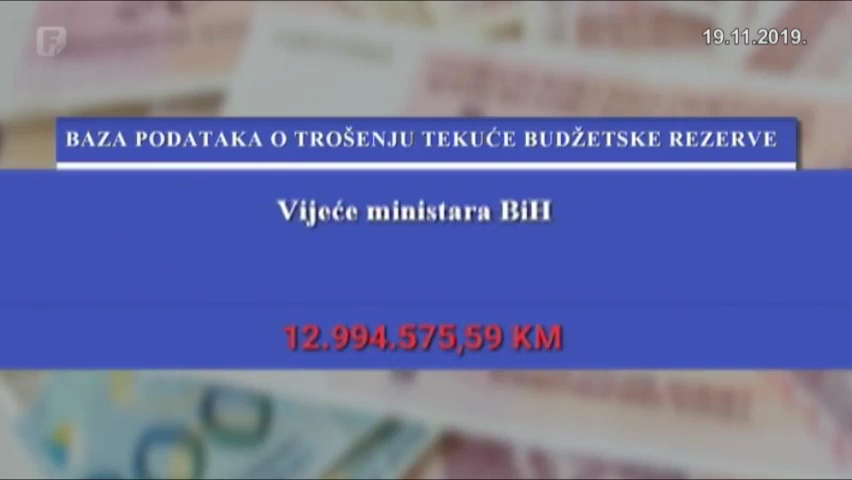 19.11.2019.
BAZA PODATAKA O TROŠENJU TEKUĆE BUDŽETSKE REZERVE
Vijeće ministara BiH
12.994.575,59 KM